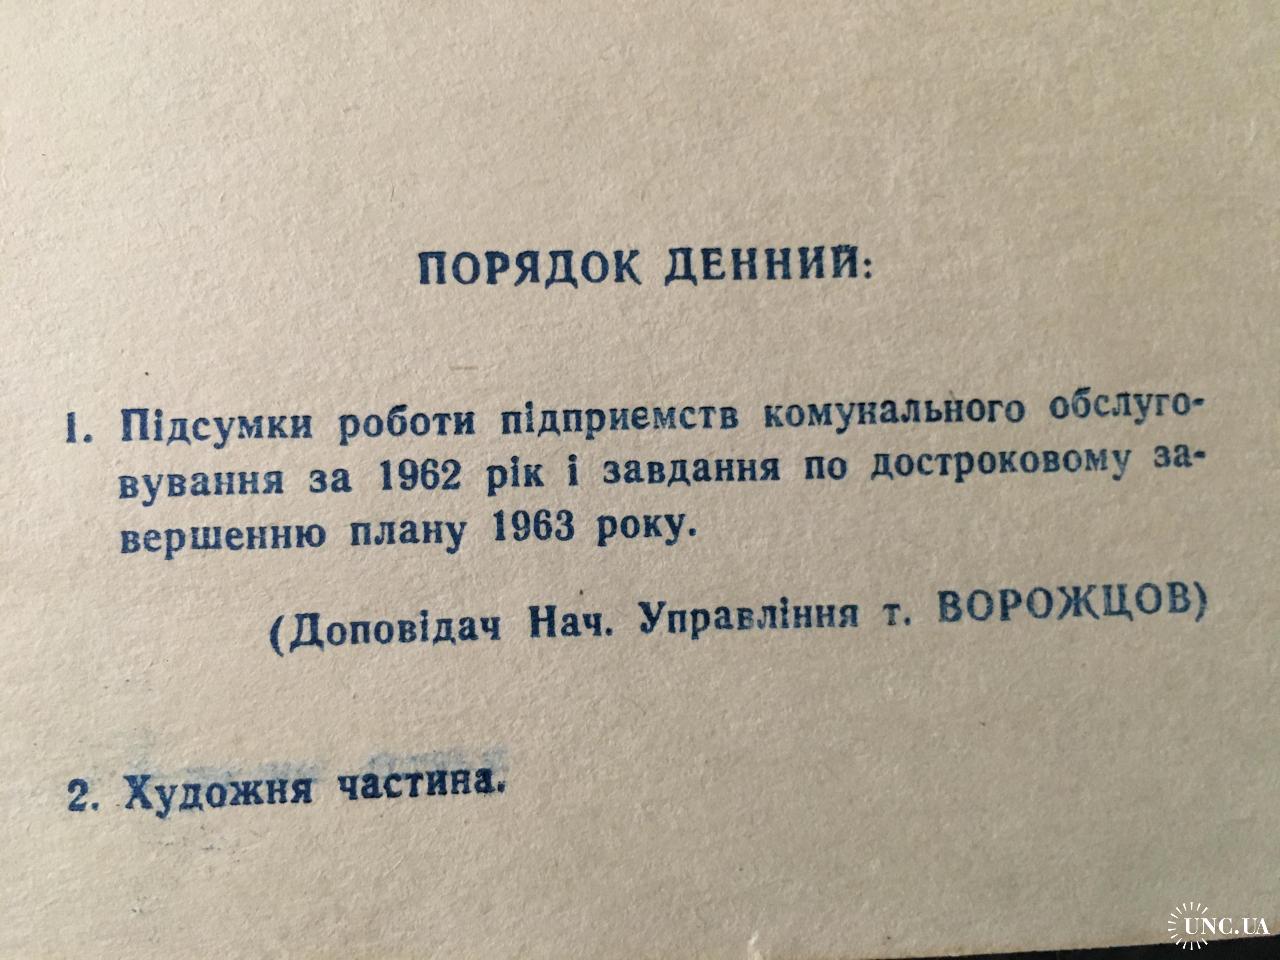 ПОРЯДОК ДЕННИЙ:
1. Підсумки роботи підприємств комунального обслуго-
вування за 1962 рік і завдання по достроковому за-
вершенню плану 1963 року.
(Доповідач Нач. Управління т. ВОРОЖЦОВ)
2. Художня частина.
UNC.UA